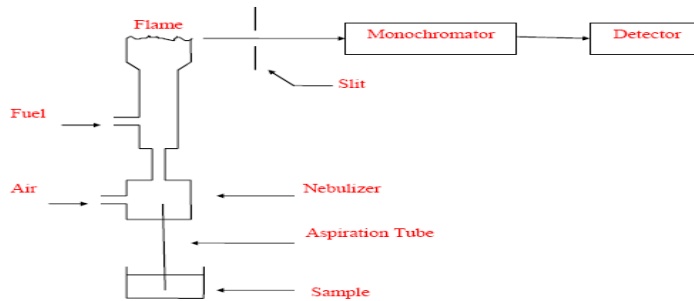 Flame
Monochromator
Detector
Slit
Fuel
Air
Nebulizer
Aspiration Tube
Sample